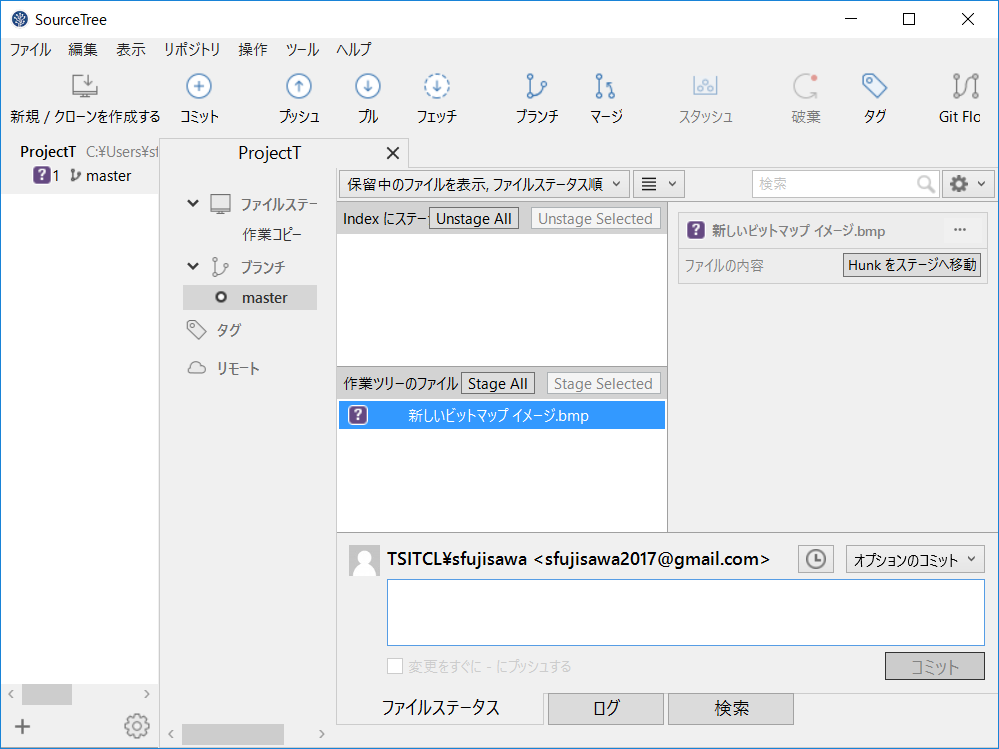 SourceTree
ファイル 編集 表示 リポジトリ 操作 ツール ヘルプ
新規 / クローンを作成する コミット プッシュ プル フェッチ ブランチ マージ スタッシュ 破棄 タグ Git Flo
ProjectT C:¥Users¥sf
?1 master
ProjectT
ファイルステー
作業コピー
ブランチ
master
タグ
リモート
保留中のファイルを表示, ファイルステータス順
検索
Index にステー Unstage All Unstage Selected
? 新しいビットマップ イメージ.bmp ...
ファイルの内容 Hunk をステージへ移動
作業ツリーのファイル Stage All Stage Selected
? 新しいビットマップ イメージ.bmp
TSITCL¥sfujisawa <sfujisawa2017@gmail.com>
オプションのコミット
変更をすぐに - にプッシュする
コミット
ファイルステータス ログ 検索